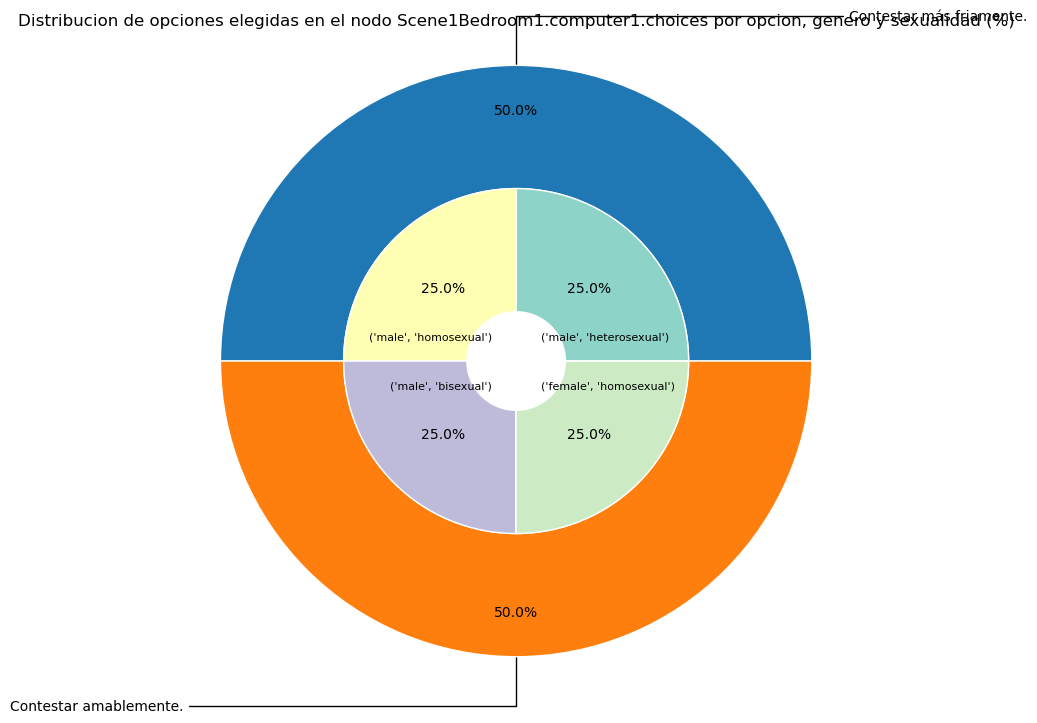 Distribucion de opciones elegidas en el nodo Scene1Bedroom1.computer1.choices por opcion, genero y sexualidad (%)
Contestar más friamente.
50.0%
25.0%
25.0%
('male', 'homosexual')
('male', 'heterosexual')
('male', 'bisexual')
('female', 'homosexual')
25.0%
25.0%
50.0%
Contestar amablemente.